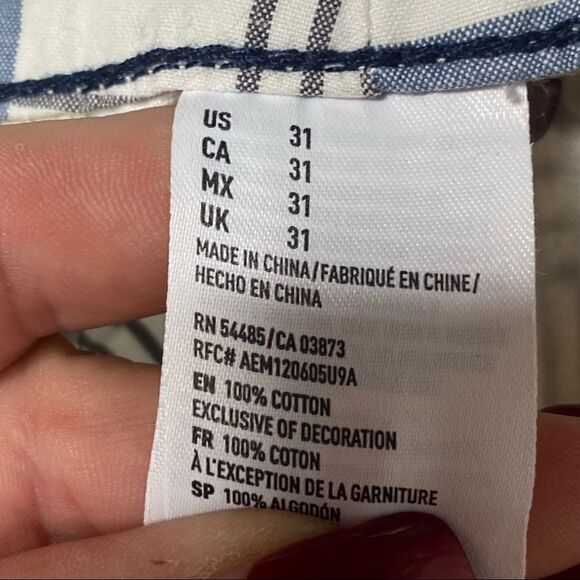 US 31
CA 31
MX 31
UK 31
MADE IN CHINA/FABRIQUÉ EN CHINE/
HECHO EN CHINA
RN 54485/CA 03873
RFC# AEM120605U9A
EN 100% COTTON
EXCLUSIVE OF DECORATION
FR 100% COTON
À L'EXCEPTION DE LA GARNITURE
SP 100% ALGODÓN